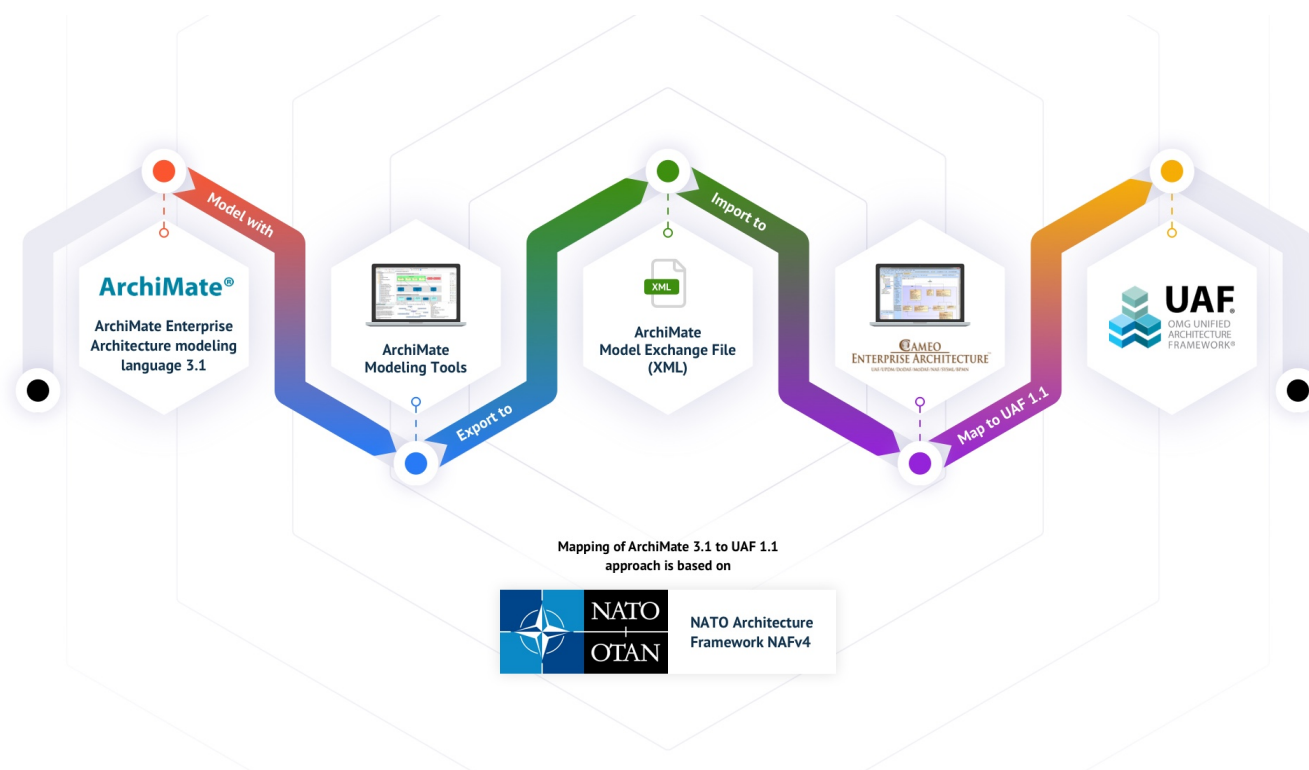 Model with
Import to
ArchiMate®
ArchiMate Enterprise
Architecture modeling
language 3.1
ArchiMate
Modeling Tools
Export to
XML
ArchiMate
Model Exchange File
(XML)
CAMEO
ENTERPRISE ARCHITECTURE™
Map to UAF 1.1
UAF®
OMG UNIFIED
ARCHITECTURE
FRAMEWORK®
Mapping of ArchiMate 3.1 to UAF 1.1
approach is based on
NATO
OTAN
NATO Architecture
Framework NAFv4